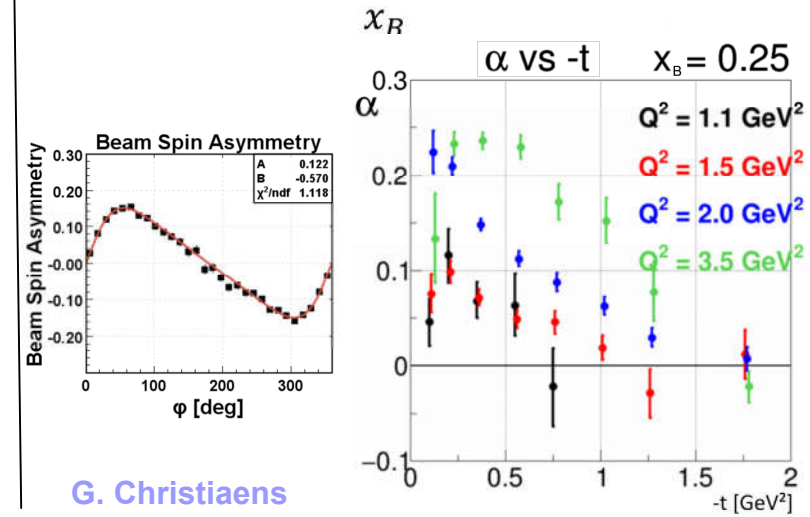 x_B
α vs -t
x_B = 0.25
Beam Spin Asymmetry
A 0.122
B -0.570
χ²/ndf 1.118
Beam Spin Asymmetry
0.30
0.20
0.10
-0.00
-0.10
-0.20
0 100 200 300
φ [deg]
α
0.3
0.2
0.1
0
−0.1
Q² = 1.1 GeV²
Q² = 1.5 GeV²
Q² = 2.0 GeV²
Q² = 3.5 GeV²
0 0.5 1 1.5 2
-t [GeV²]
G. Christiaens